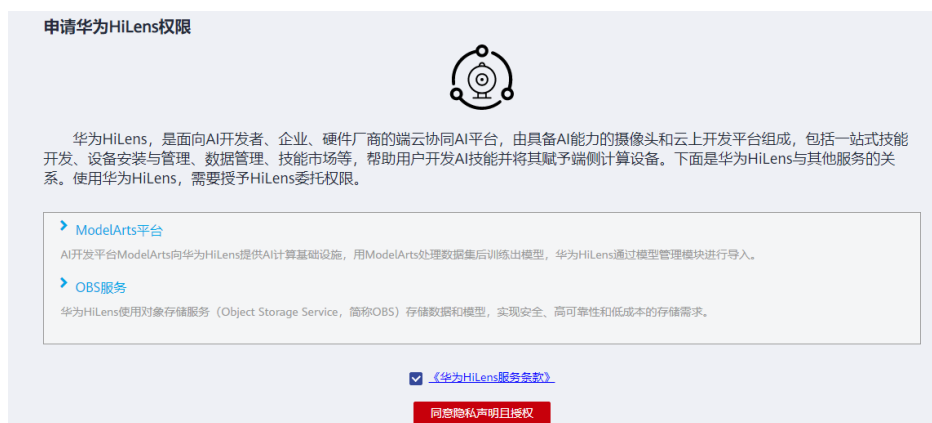 申请华为HiLens权限
华为HiLens，是面向AI开发者、企业、硬件厂商的端云协同AI平台，由具备AI能力的摄像头和云上开发平台组成，包括一站式技能
开发、设备安装与管理、数据管理、技能市场等，帮助用户开发AI技能并将其赋予端侧计算设备。下面是华为HiLens与其他服务的关
系。使用华为HiLens，需要授予HiLens委托权限。
ModelArts平台
AI开发平台ModelArts向华为HiLens提供AI计算基础设施，用ModelArts处理数据集后训练出模型，华为HiLens通过模型管理模块进行导入。
OBS服务
华为HiLens使用对象存储服务（Object Storage Service，简称OBS）存储数据和模型，实现安全、高可靠性和低成本的存储需求。
《华为HiLens服务条款》
同意隐私声明且授权